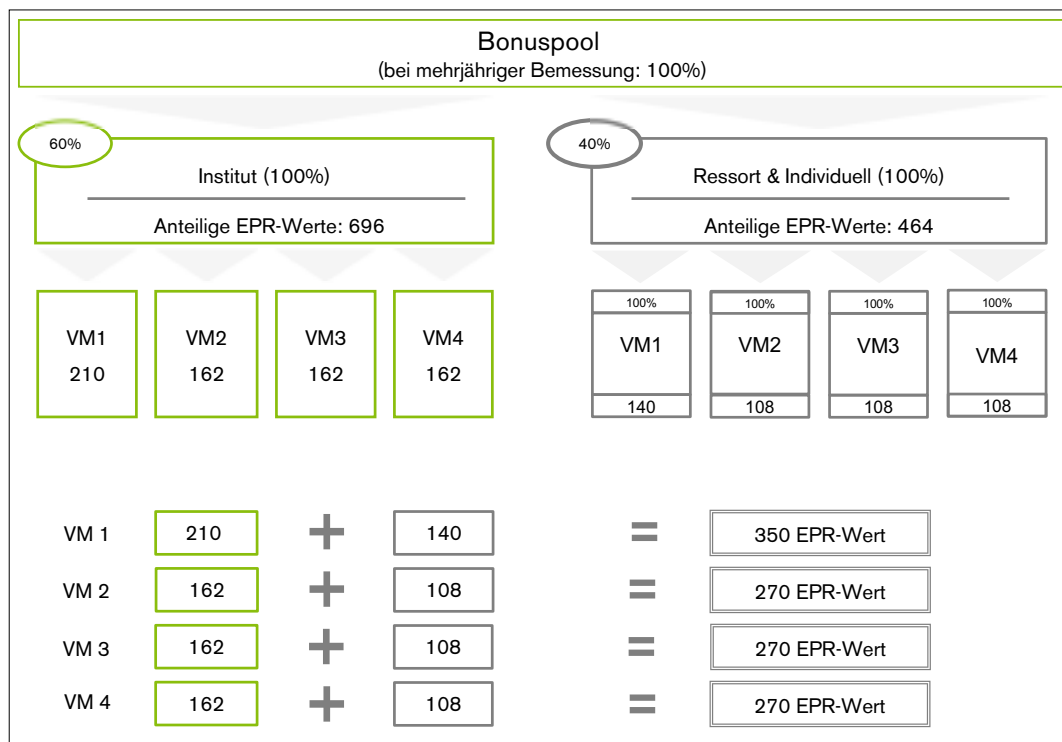 Bonuspool
(bei mehrjähriger Bemessung: 100%)
60%
Institut (100%)
Anteilige EPR-Werte: 696
40%
Ressort & Individuell (100%)
Anteilige EPR-Werte: 464
VM1
210
VM2
162
VM3
162
VM4
162
100%
VM1
140
100%
VM2
108
100%
VM3
108
100%
VM4
108
VM 1 210 + 140 = 350 EPR-Wert
VM 2 162 + 108 = 270 EPR-Wert
VM 3 162 + 108 = 270 EPR-Wert
VM 4 162 + 108 = 270 EPR-Wert